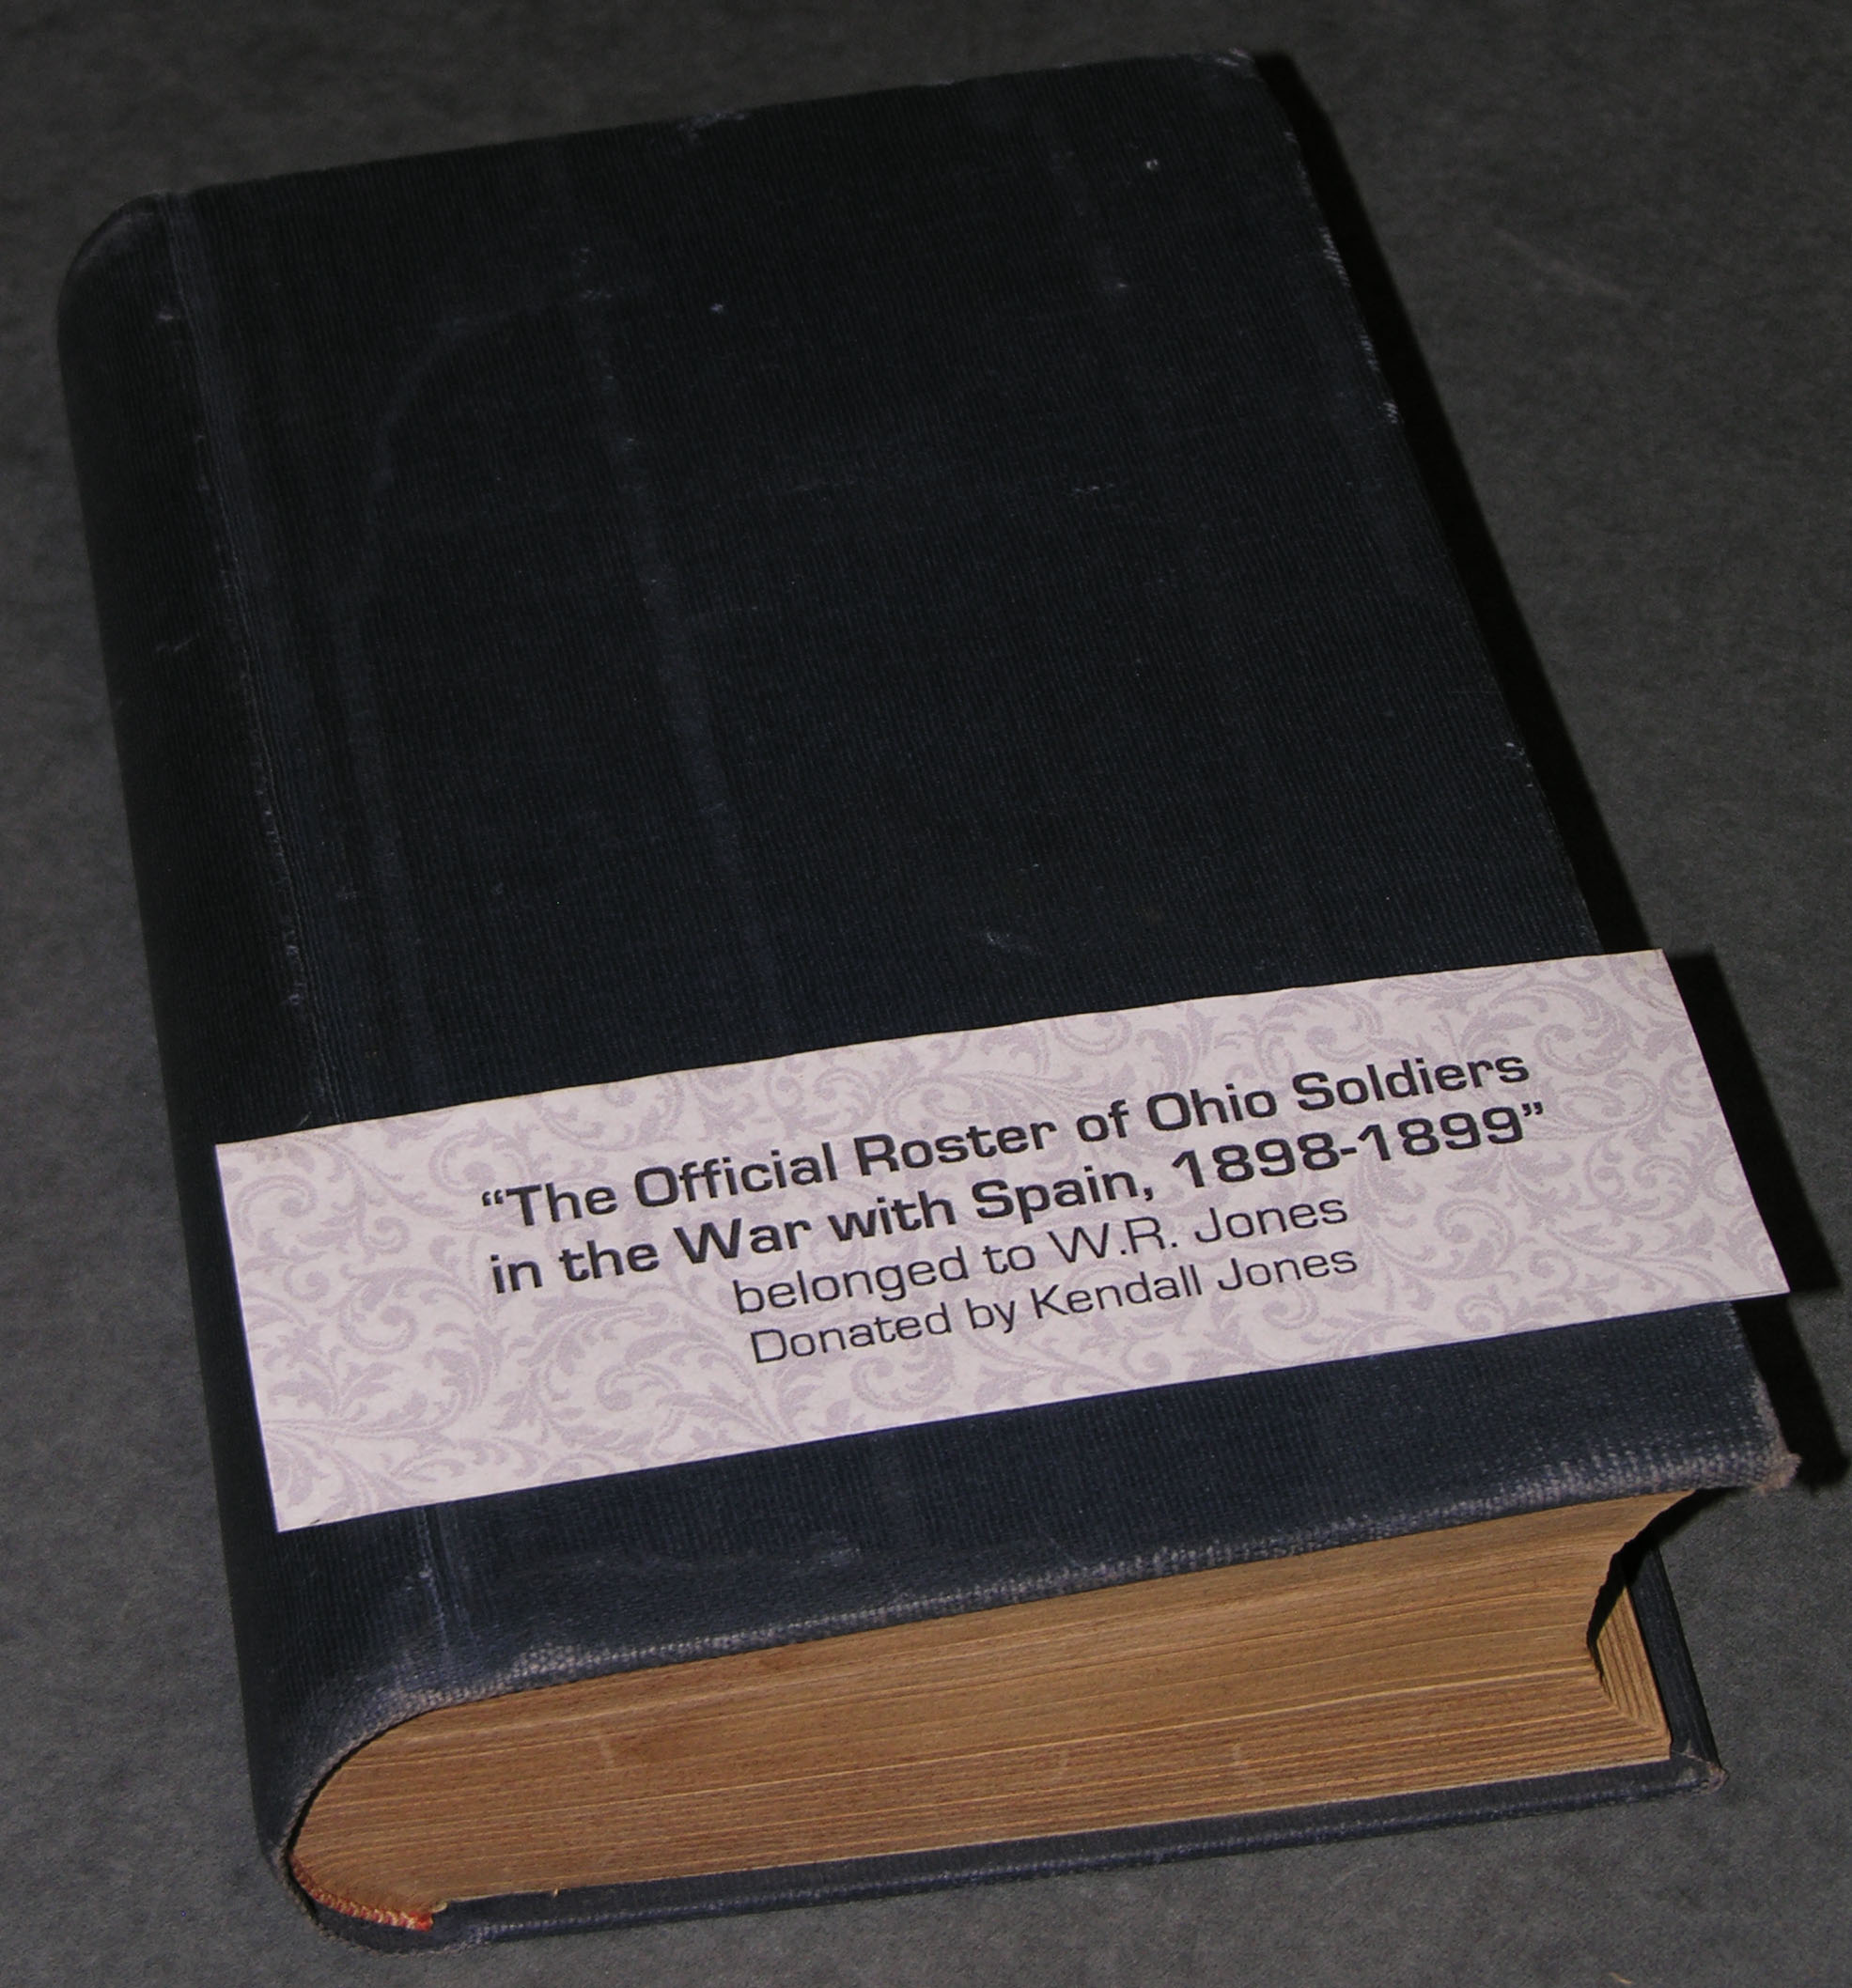 “The Official Roster of Ohio Soldiers
in the War with Spain, 1898-1899”
belonged to W.R. Jones
Donated by Kendall Jones